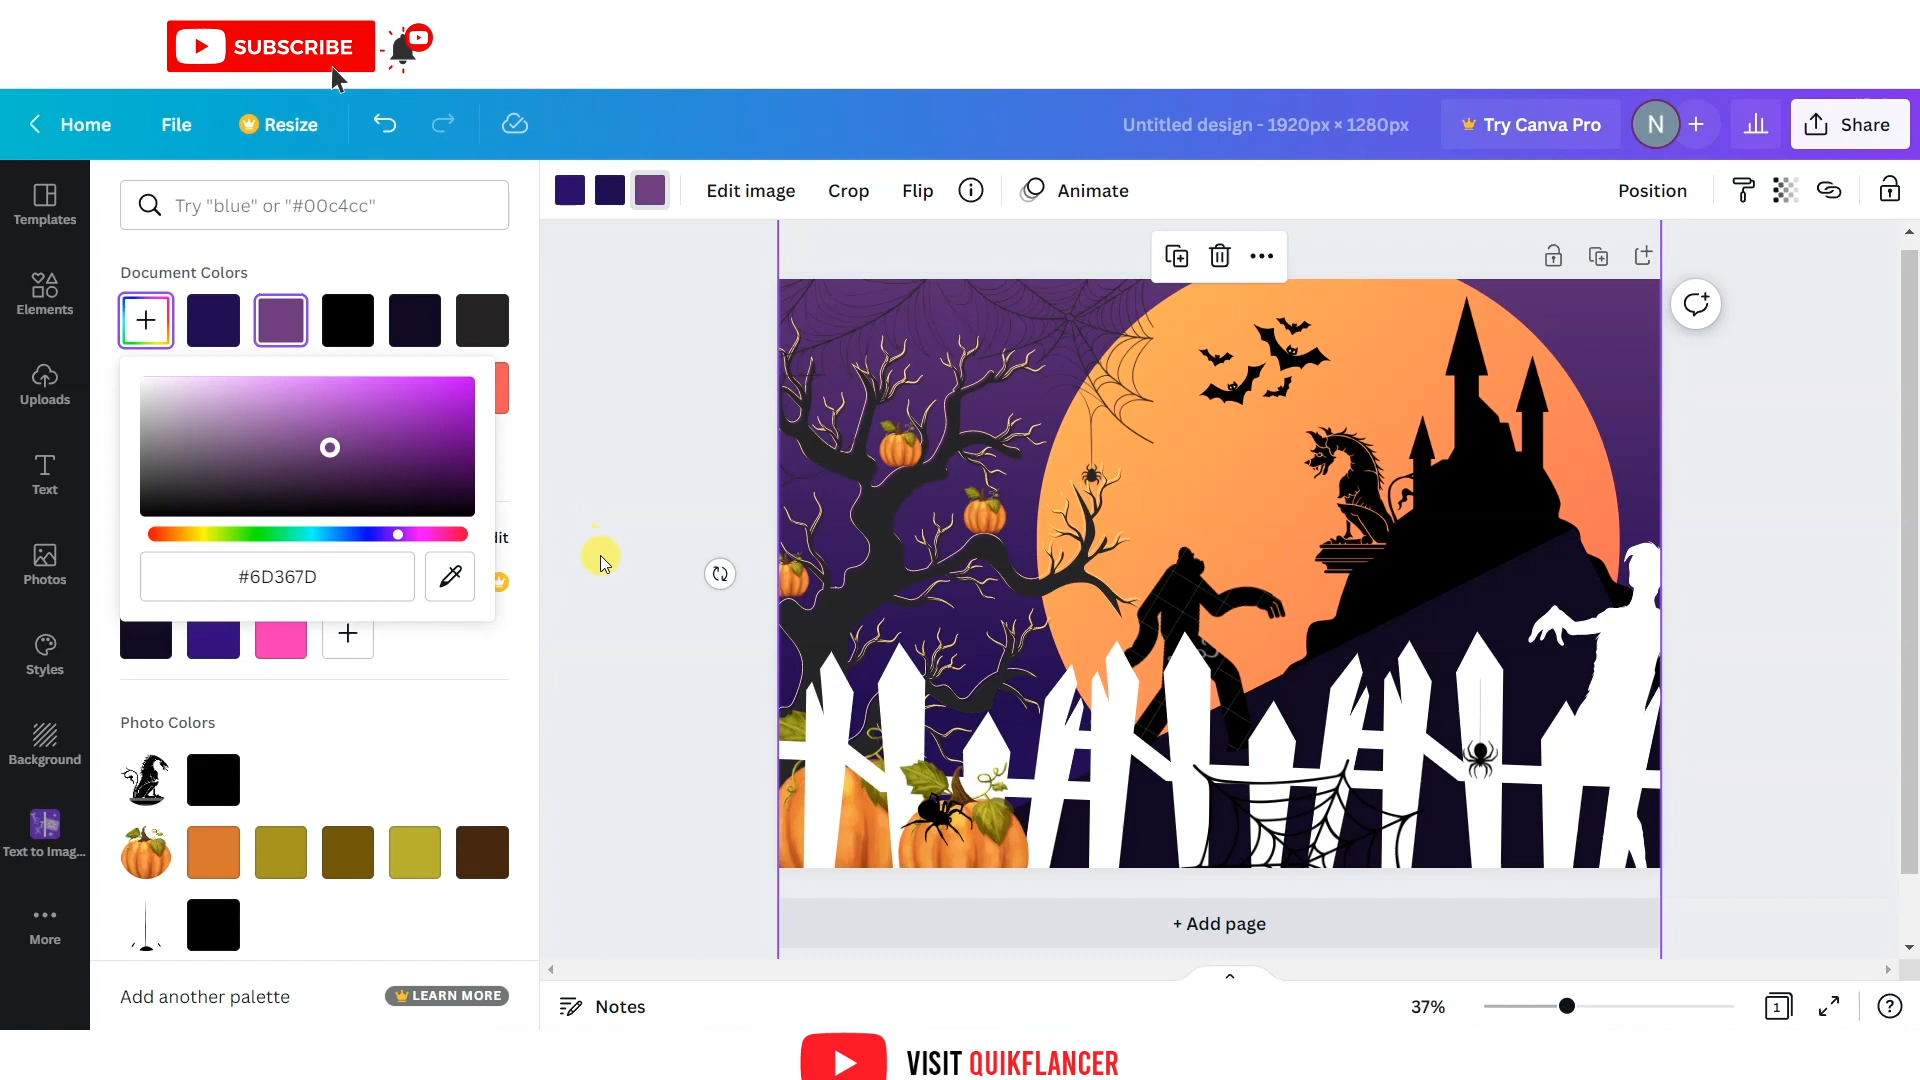 SUBSCRIBE
Home File Resize Untitled design - 1920px × 1280px Try Canva Pro N + Share
Try "blue" or "#00c4cc" Edit image Crop Flip Animate Position
Templates
Document Colors
Elements
Uploads
Text
dit
Photos
#6D367D
Styles
Photo Colors
Background
Text to Imag...
+ Add page
More
Add another palette LEARN MORE
Notes 37% 1
VISIT QUIKFLANCER